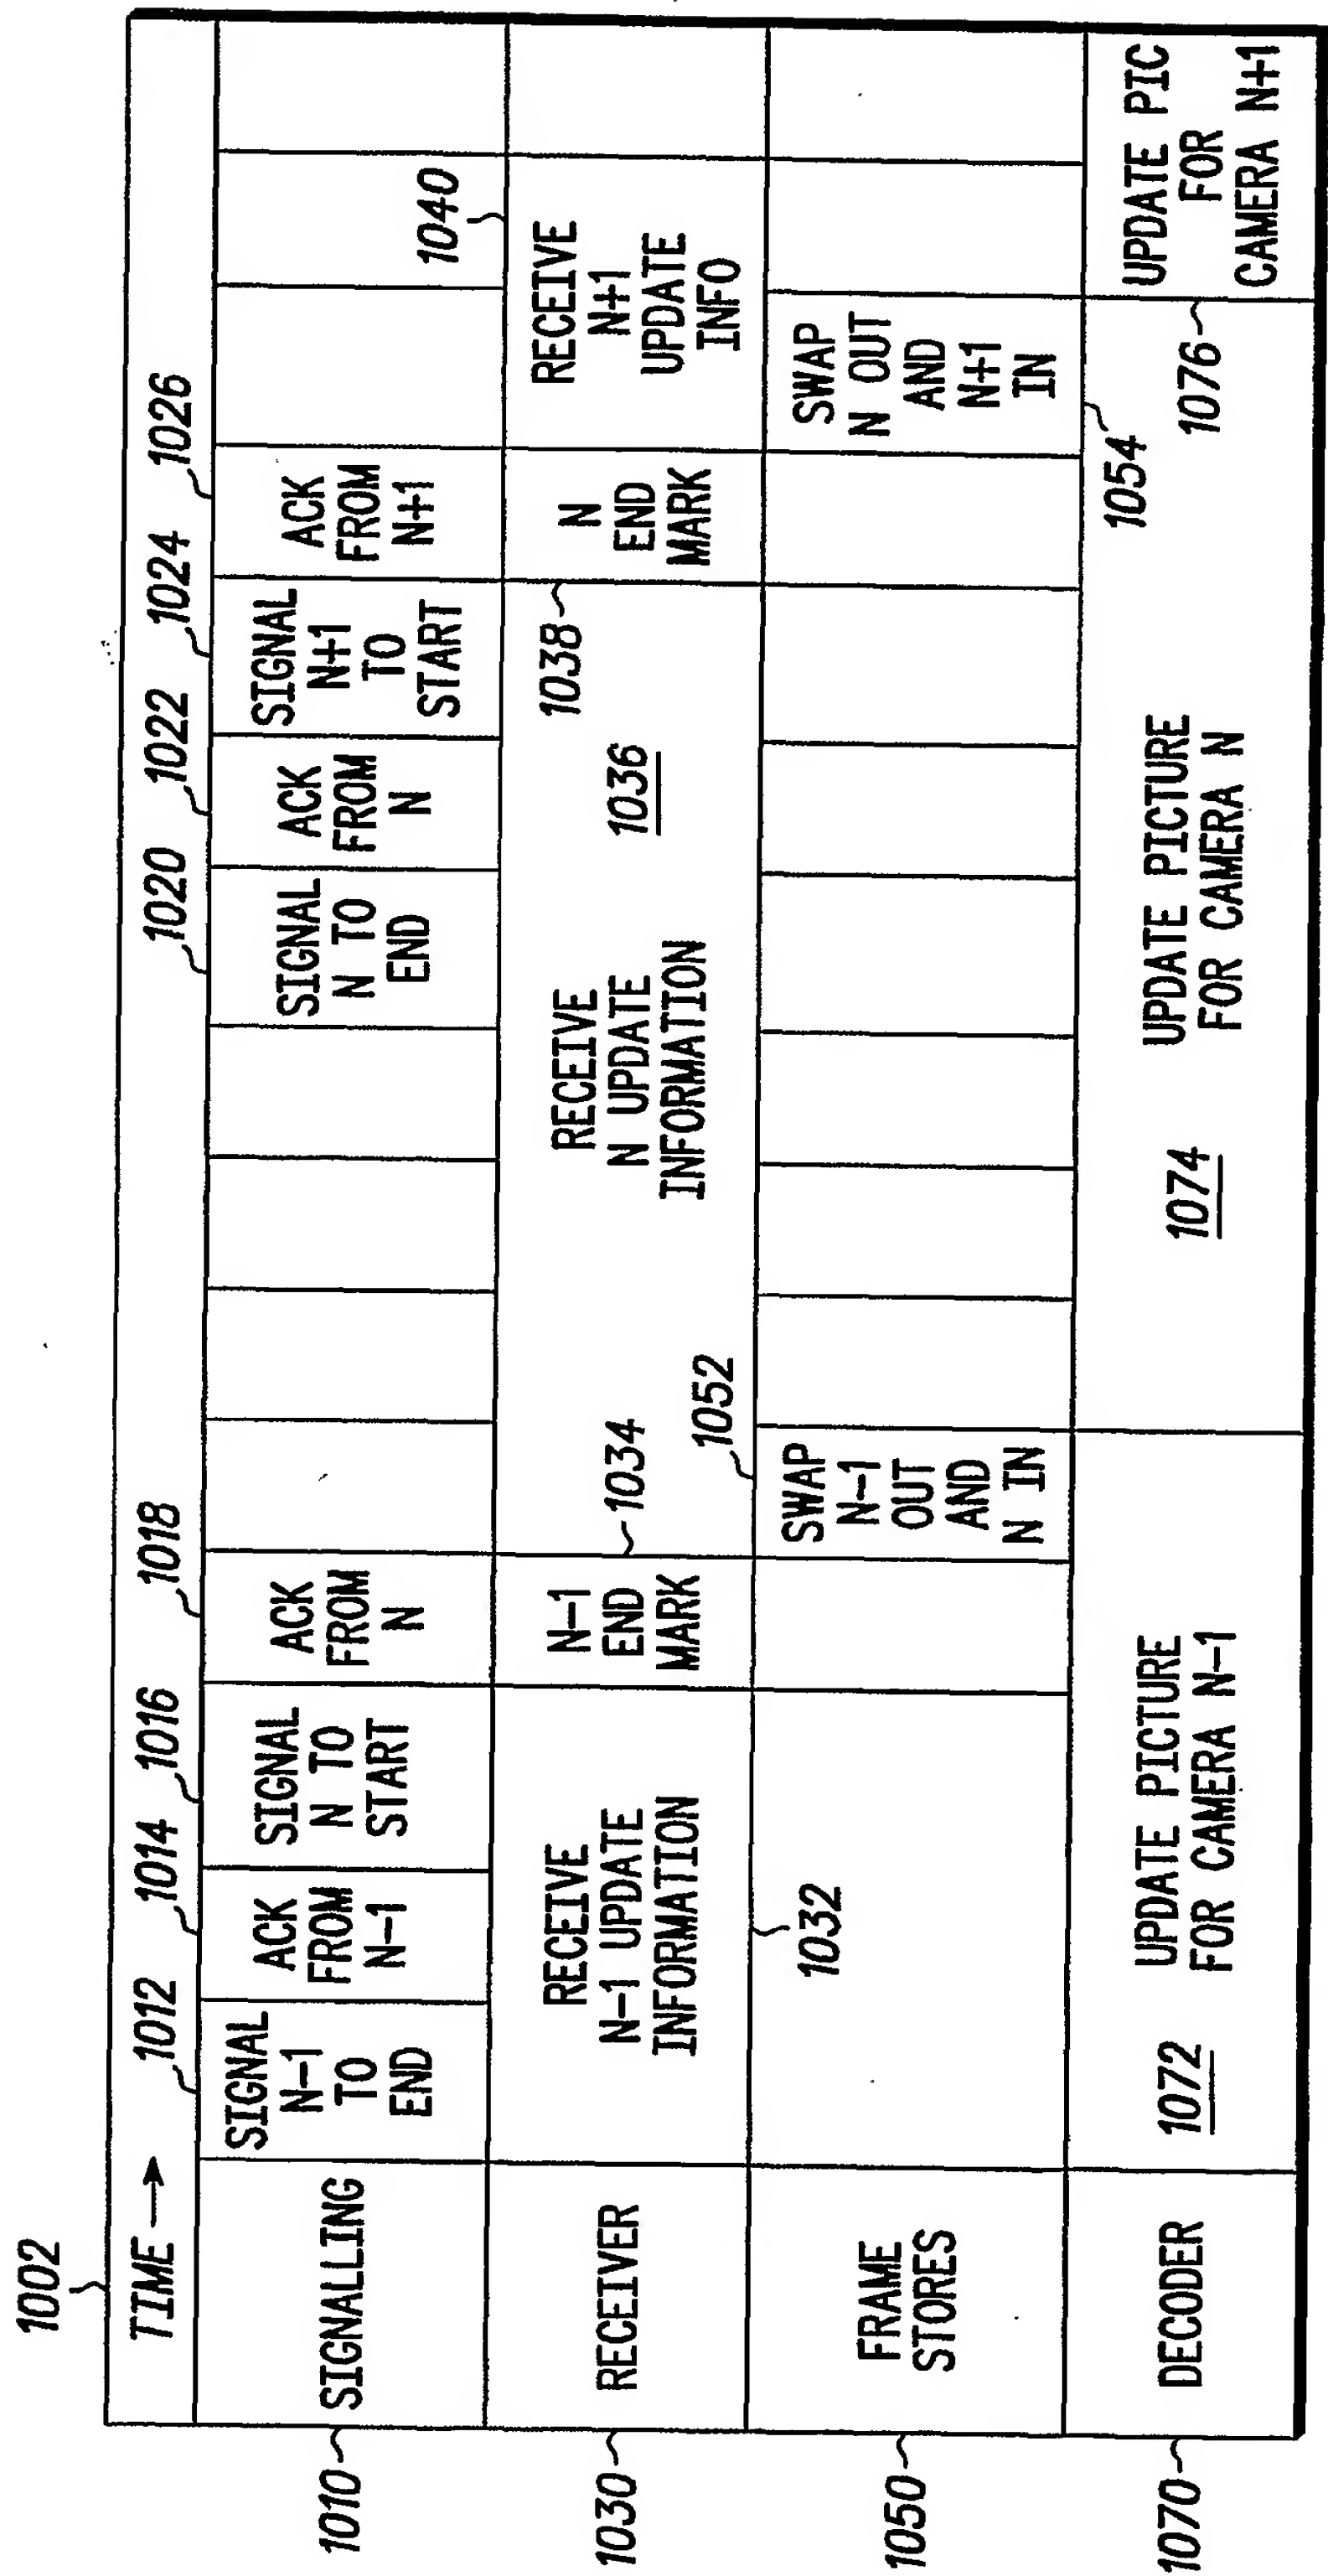 1002
TIME →
1012
1014
1016
1018
1020
1022
1024
1026
1010
SIGNALLING
SIGNAL
N-1
TO
END
ACK
FROM
N-1
SIGNAL
N TO
START
ACK
FROM
N
SIGNAL
N TO
END
ACK
FROM
N
SIGNAL
N+1
TO
START
ACK
FROM
N+1
1040
1030
RECEIVER
RECEIVE
N-1 UPDATE
INFORMATION
N-1
END
MARK
1034
RECEIVE
N UPDATE
INFORMATION
1036
1038
N
END
MARK
RECEIVE
N+1
UPDATE
INFO
1052
1050
FRAME
STORES
1032
SWAP
N-1
OUT
AND
N IN
SWAP
N OUT
AND
N+1
IN
1070
DECODER
1072
UPDATE PICTURE
FOR CAMERA N-1
1074
UPDATE PICTURE
FOR CAMERA N
1054
1076
UPDATE PIC
FOR
CAMERA N+1